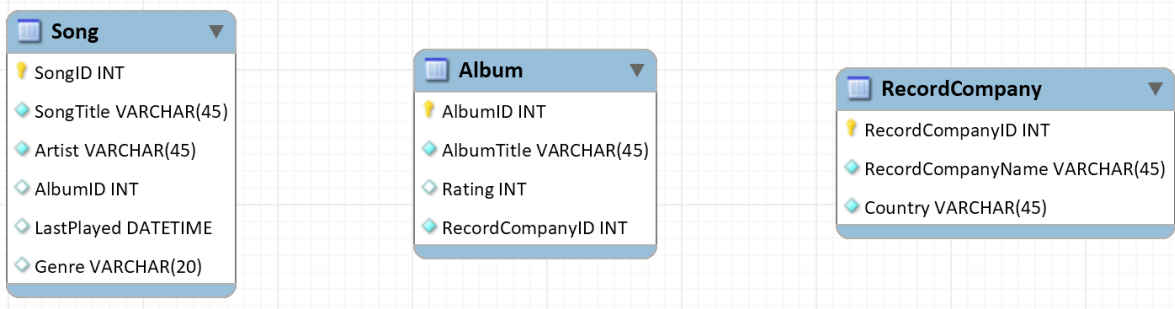 Song
SongID INT
SongTitle VARCHAR(45)
Artist VARCHAR(45)
AlbumID INT
LastPlayed DATETIME
Genre VARCHAR(20)
Album
AlbumID INT
AlbumTitle VARCHAR(45)
Rating INT
RecordCompanyID INT
RecordCompany
RecordCompanyID INT
RecordCompanyName VARCHAR(45)
Country VARCHAR(45)